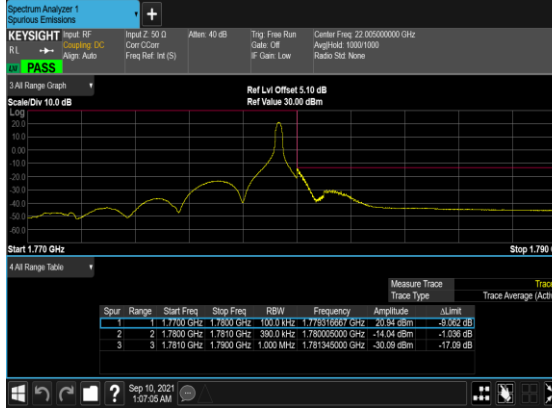 Spectrum Analyzer 1
Spurious Emissions
KEYSIGHT
RL
PASS
Input: RF
Coupling: DC
Align: Auto
Input Z: 50 Ω
Corr CCorr
Freq Ref: Int (S)
Atten: 40 dB
Trig: Free Run
Gate: Off
IF Gain: Low
Center Freq: 22.005000000 GHz
Avg|Hold: 1000/1000
Radio Std: None
3 All Range Graph
Scale/Div 10.0 dB
Ref Lvl Offset 5.10 dB
Ref Value 30.00 dBm
Log
20.0
10.0
0.00
-10.0
-20.0
-30.0
-40.0
-50.0
-60.0
Start 1.770 GHz
Stop 1.790
4 All Range Table
Measure Trace Trace
Trace Type Trace Average (Acti
Spur Range Start Freq Stop Freq RBW Frequency Amplitude ΔLimit
1 1 1.7700 GHz 1.7800 GHz 100.0 kHz 1.779316667 GHz 20.94 dBm -9.062 dB
2 2 1.7800 GHz 1.7810 GHz 390.0 kHz 1.780005000 GHz -14.04 dBm -1.036 dB
3 3 1.7810 GHz 1.7900 GHz 1.000 MHz 1.781345000 GHz -30.09 dBm -17.09 dB
?
Sep 10, 2021
1:07:05 AM